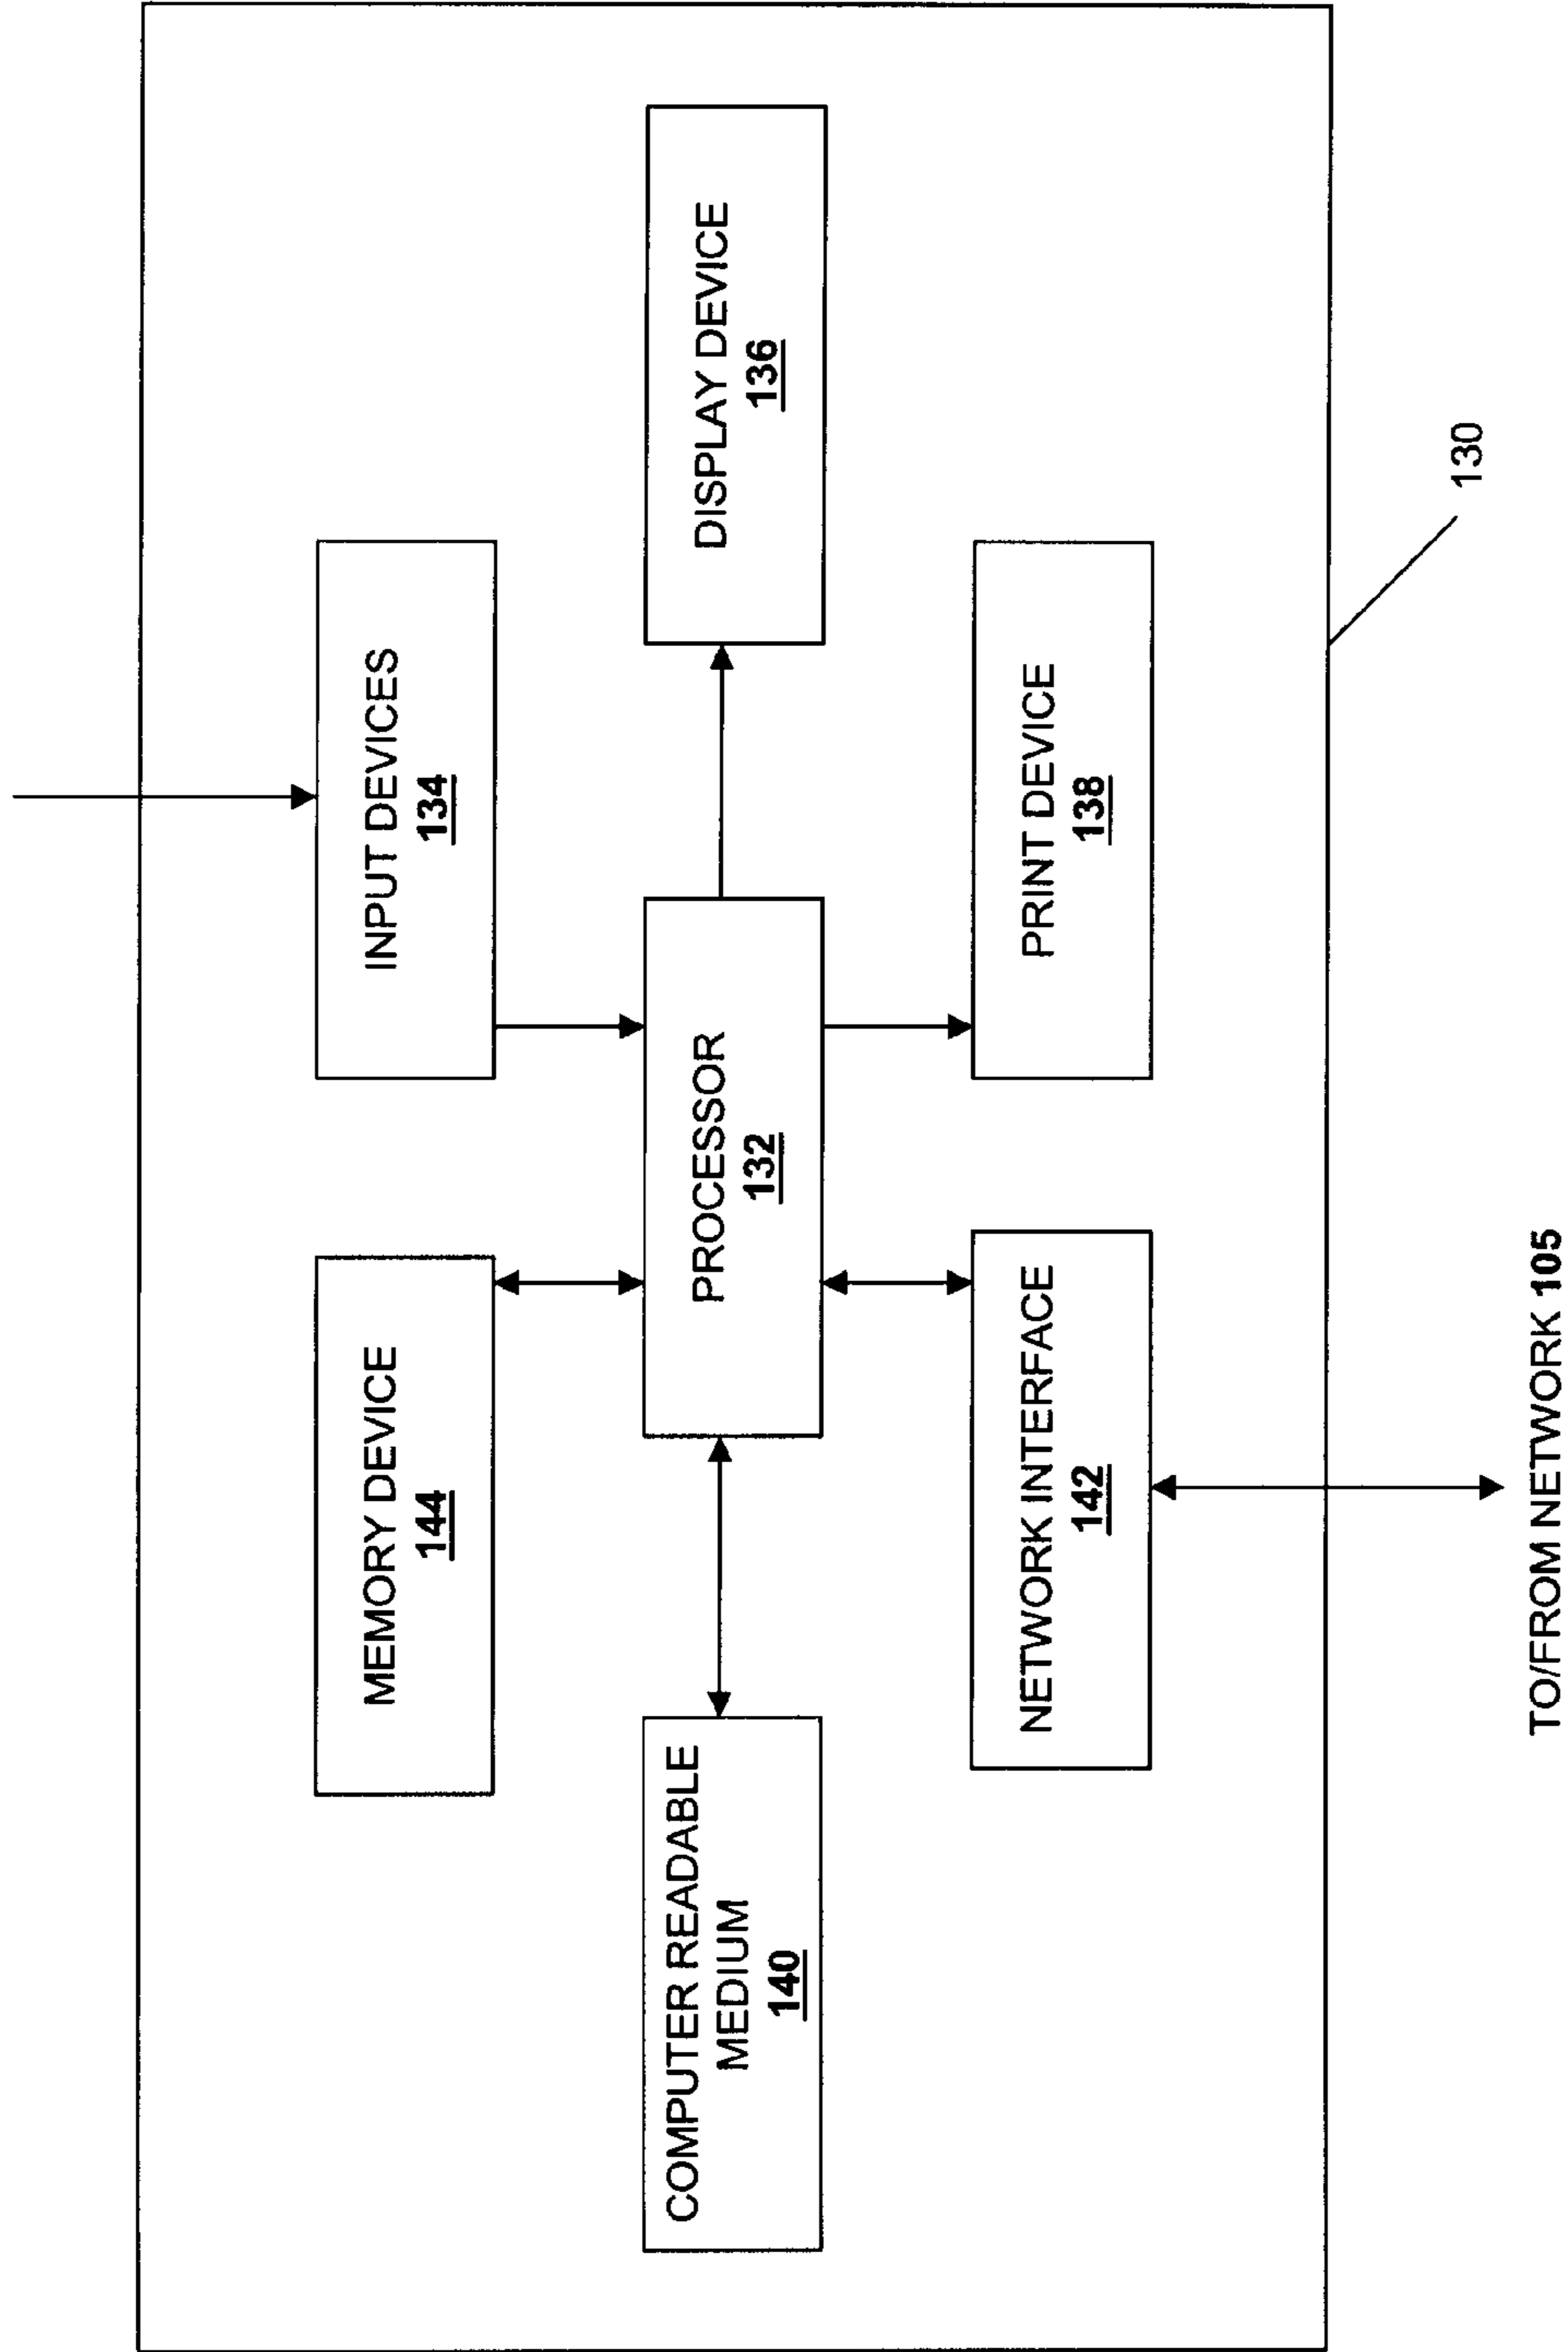 MEMORY DEVICE
144
INPUT DEVICES
134
COMPUTER READABLE
MEDIUM
140
PROCESSOR
132
DISPLAY DEVICE
136
NETWORK INTERFACE
142
PRINT DEVICE
138
130
TO/FROM NETWORK 105